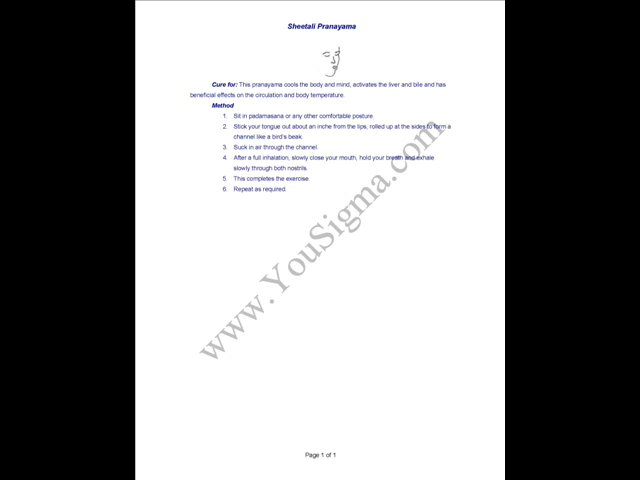 Sheetali Pranayama
Cure for: This pranayama cools the body and mind, activates the liver and bile and has
beneficial effects on the circulation and body temperature.
Method
1. Sit in padamasana or any other comfortable posture.
2. Stick your tongue out about an inche from the lips, rolled up at the sides to form a
channel like a bird's beak.
3. Suck in air through the channel.
4. After a full inhalation, slowly close your mouth, hold your breath and exhale
slowly through both nostrils.
5. This completes the exercise.
6. Repeat as required.
www.YouSigma.com
Page 1 of 1